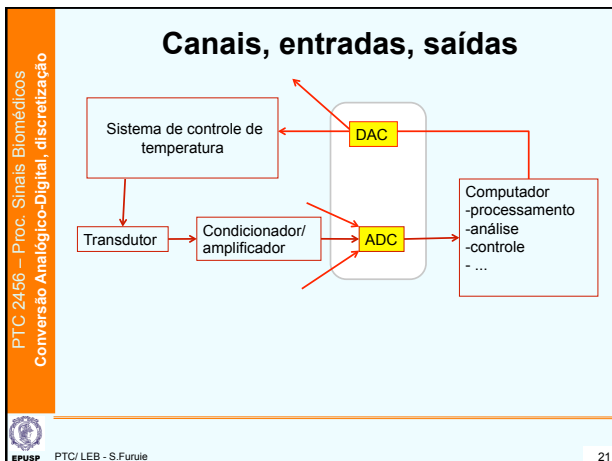 Canais, entradas, saídas
PTC 2456 – Proc. Sinais Biomédicos
Conversão Analógico-Digital, discretização
Sistema de controle de
temperatura
DAC
Computador
-processamento
-análise
-controle
- ...
Transdutor
Condicionador/
amplificador
ADC
EPUSP
PTC/ LEB - S.Furuie
21